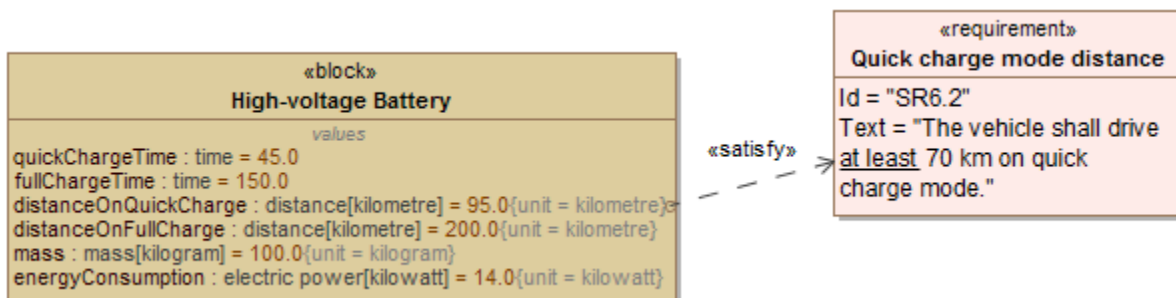 «block»
High-voltage Battery
values
quickChargeTime : time = 45.0
fullChargeTime : time = 150.0
distanceOnQuickCharge : distance[kilometre] = 95.0{unit = kilometre}
distanceOnFullCharge : distance[kilometre] = 200.0{unit = kilometre}
mass : mass[kilogram] = 100.0{unit = kilogram}
energyConsumption : electric power[kilowatt] = 14.0{unit = kilowatt}
«satisfy»
«requirement»
Quick charge mode distance
Id = "SR6.2"
Text = "The vehicle shall drive
at least 70 km on quick
charge mode."